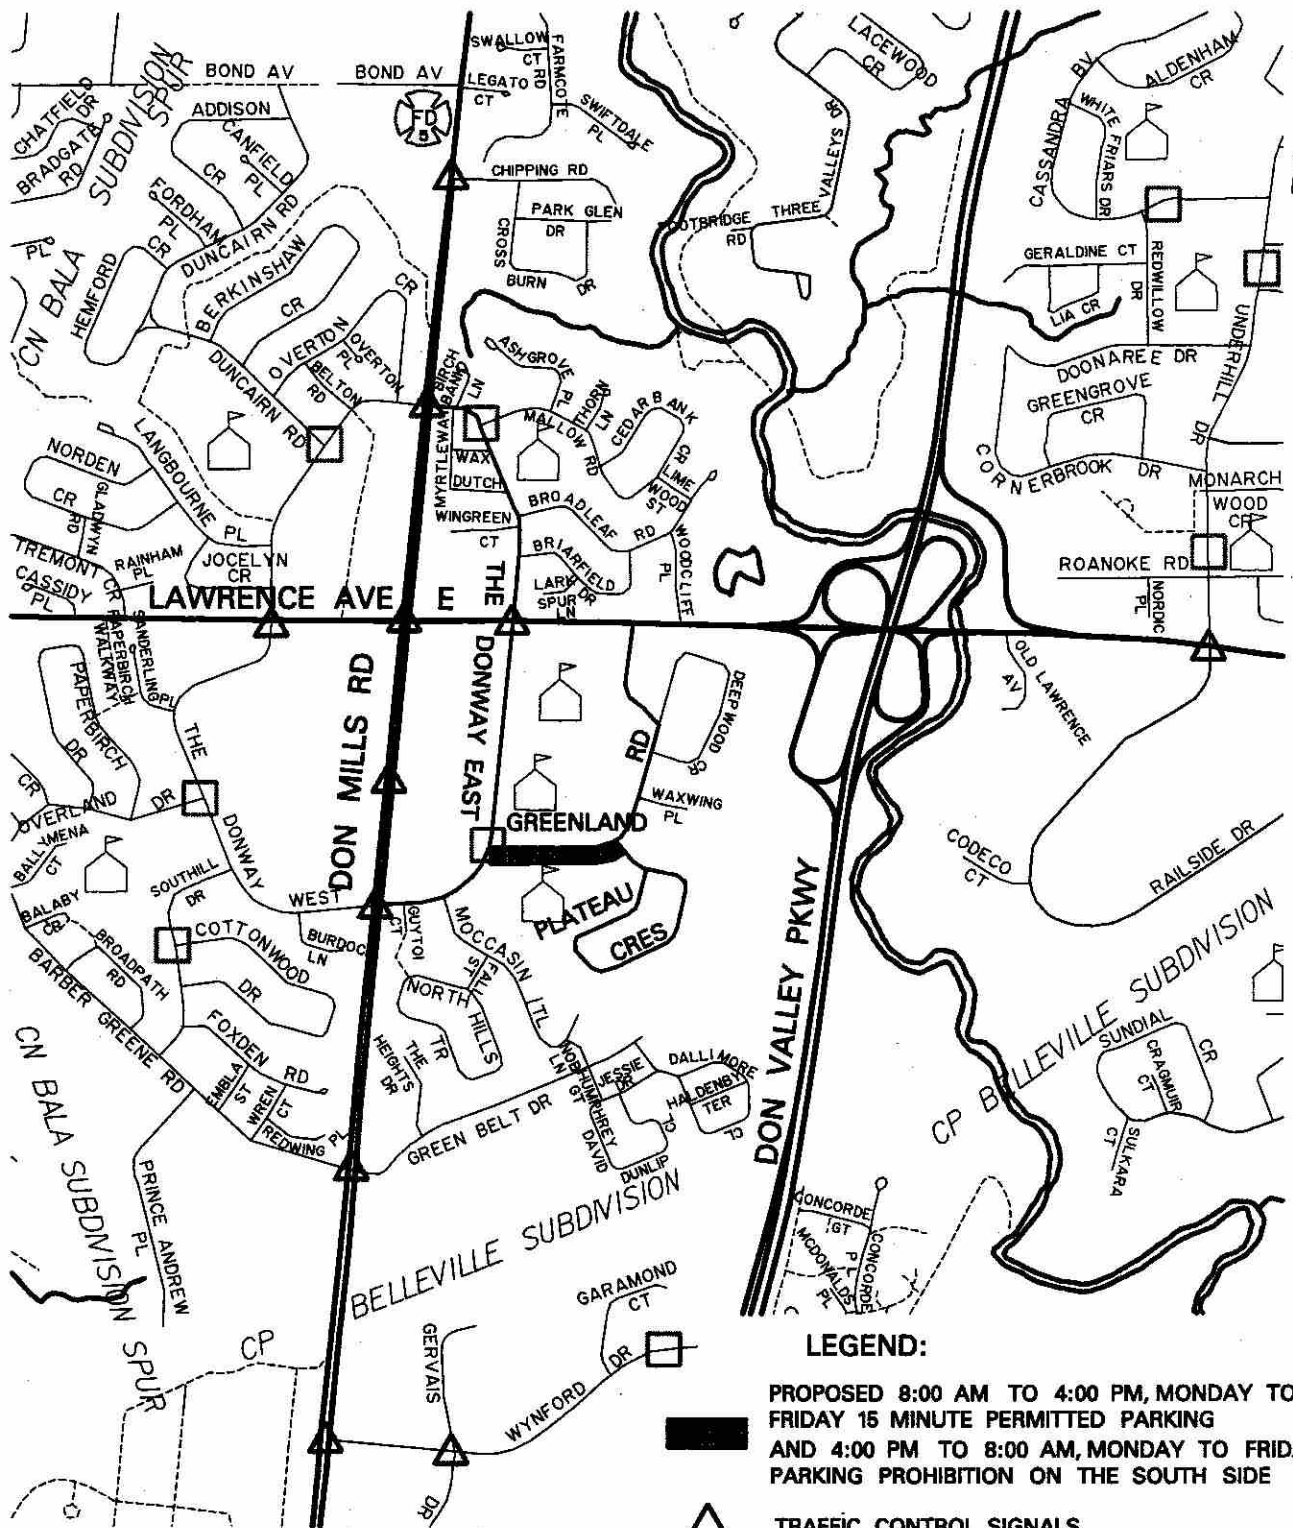 BOND AV
BOND AV
SWALLOW
CT
FARMCOTE
RD
LEGATO
CT
SWIFTDALE
PL
LACEWOOD
CR
CASSANDRA
BV
ALDENHAM
CR
WHITE FRIARS DR
CHATFIELD
DR
BRADGATE
RD
SUBDIVISION
SPUR
ADDISON
CR
CANFIELD
PL
FORDHAM
PL
DUNCAIRN RD
FD
5
CHIPPING RD
PARK GLEN
DR
CROSS
BURN
DR
THREE
VALLEYS DR
RD
GERALDINE CT
REDWILLOW
DR
LIA CR
UNDERHILL
DR
PL
CN BALA
HEMFORD
CR
BERKINSHAW
CR
OVERTON
PL
OVERTON
CR
BELTON
RD
DUNCAIRN RD
BIRCH
BANK
LN
ASHGROVE
PL
THORN
LN
MALLOW RD
CEDARBANK
CR
DOONAREE DR
GREENGROVE
CR
CORNERBROOK DR
MONARCH
WOOD
CR
NORDEN
CR
GLADWYN
RD
LANGBOURNE
PL
MYRTLEWAY
WAX
DUTCH
WINGREEN
CT
BROADLEAF RD
LIME
WOOD
ST
WOODCLIFF
PL
BRIARFIELD
DR
LARK
SPUR
LN
TREMONT CR
RAINHAM
PL
CASSIDY
PL
JOCELYN
CR
ROANOKE RD
NORDIC
PL
LAWRENCE AVE E
THE DONWAY EAST
SANDERLING PL
PAPERBIRCH
WALKWAY
PAPERBIRCH
DR
DON MILLS RD
DEEPWOOD
CR
OLD LAWRENCE
AV
RD
WAXWING
PL
GREENLAND
CR
OVERLAND DR
BALLYMENA
CT
THE DONWAY WEST
SOUTHILL
DR
PLATEAU
CRES
DON VALLEY PKWY
CODECO
CT
RAILSIDE DR
BALABY
CR
BROADPATH
RD
COTTONWOOD
DR
BURDOC
LN
CT
MOCCASIN
FALL
ST
NORTH HILLS
TR
THE
HEIGHTS
DR
BARBER GREENE RD
FOXDEN RD
EMBLA
ST
WREN
CT
REDWING PL
GREEN BELT DR
JESSIE
DR
HUMPHREY
GT
DAVID
DUNLIP
CL
DALLIMORE
HALDENBY
TER
CL
CP BELLEVILLE SUBDIVISION
SUNDIAL
CR
CRAGMUIR
CT
SULKARA
CT
CN BALA SUBDIVISION SPUR
PRINCE ANDREW
PL
CP
BELLEVILLE SUBDIVISION
CONCORDE
GT
CONCORDE
PL
MCDONALDS
PL
GARAMOND
CT
GERVAIS
DR
WYNFORD DR
LEGEND:
PROPOSED 8:00 AM TO 4:00 PM, MONDAY TO
FRIDAY 15 MINUTE PERMITTED PARKING
AND 4:00 PM TO 8:00 AM, MONDAY TO
PARKING PROHIBITION ON THE SOUTH SIDE
TRAFFIC CONTROL SIGNALS